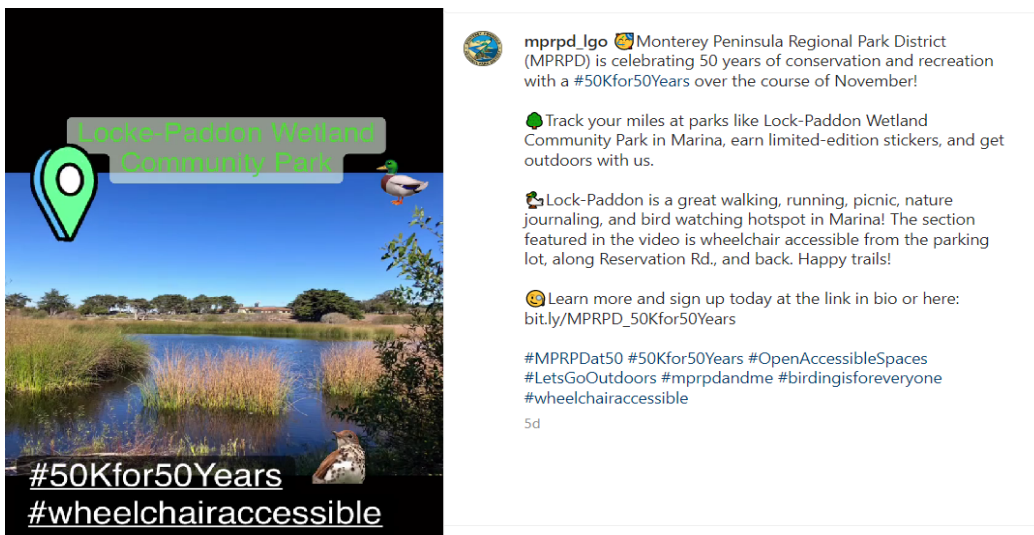 Locke-Paddon Wetland
Community Park
#50Kfor50Years
#wheelchairaccessible
mprpd_lgo 🥳Monterey Peninsula Regional Park District
(MPRPD) is celebrating 50 years of conservation and recreation
with a #50Kfor50Years over the course of November!
🌳Track your miles at parks like Lock-Paddon Wetland
Community Park in Marina, earn limited-edition stickers, and get
outdoors with us.
🦆Lock-Paddon is a great walking, running, picnic, nature
journaling, and bird watching hotspot in Marina! The section
featured in the video is wheelchair accessible from the parking
lot, along Reservation Rd., and back. Happy trails!
🧐Learn more and sign up today at the link in bio or here:
bit.ly/MPRPD_50Kfor50Years
#MPRPDat50 #50Kfor50Years #OpenAccessibleSpaces
#LetsGoOutdoors #mprpdandme #birdingisforeveryone
#wheelchairaccessible
5d